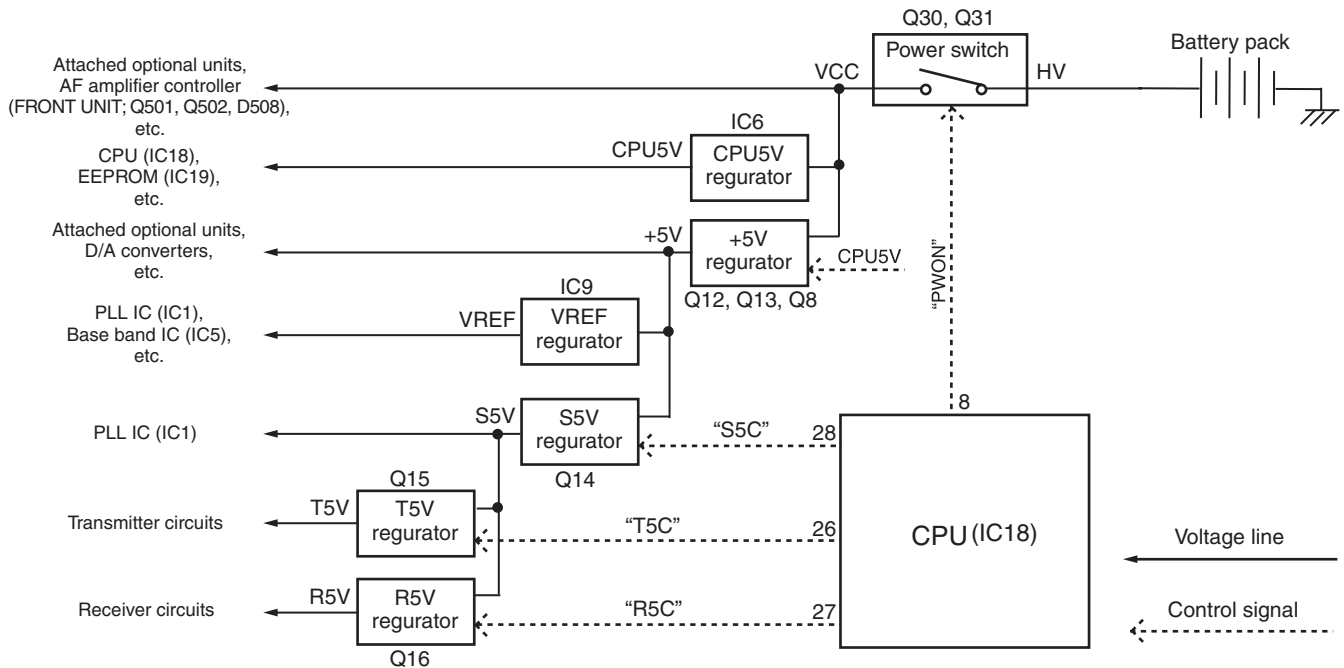 Q30, Q31
Power switch
Battery pack
VCC
HV
Attached optional units,
AF amplifier controller
(FRONT UNIT; Q501, Q502, D508),
etc.
IC6
CPU5V
CPU5V
regurator
CPU (IC18),
EEPROM (IC19),
etc.
Attached optional units,
D/A converters,
etc.
+5V
+5V
regurator
CPU5V
Q12, Q13, Q8
“PWON”
IC9
PLL IC (IC1),
Base band IC (IC5),
etc.
VREF
VREF
regurator
8
PLL IC (IC1)
S5V
S5V
regurator
“S5C”
28
Q14
Q15
Transmitter circuits
T5V
T5V
regurator
“T5C”
26
CPU (IC18)
Voltage line
Receiver circuits
R5V
R5V
regurator
“R5C”
27
Control signal
Q16